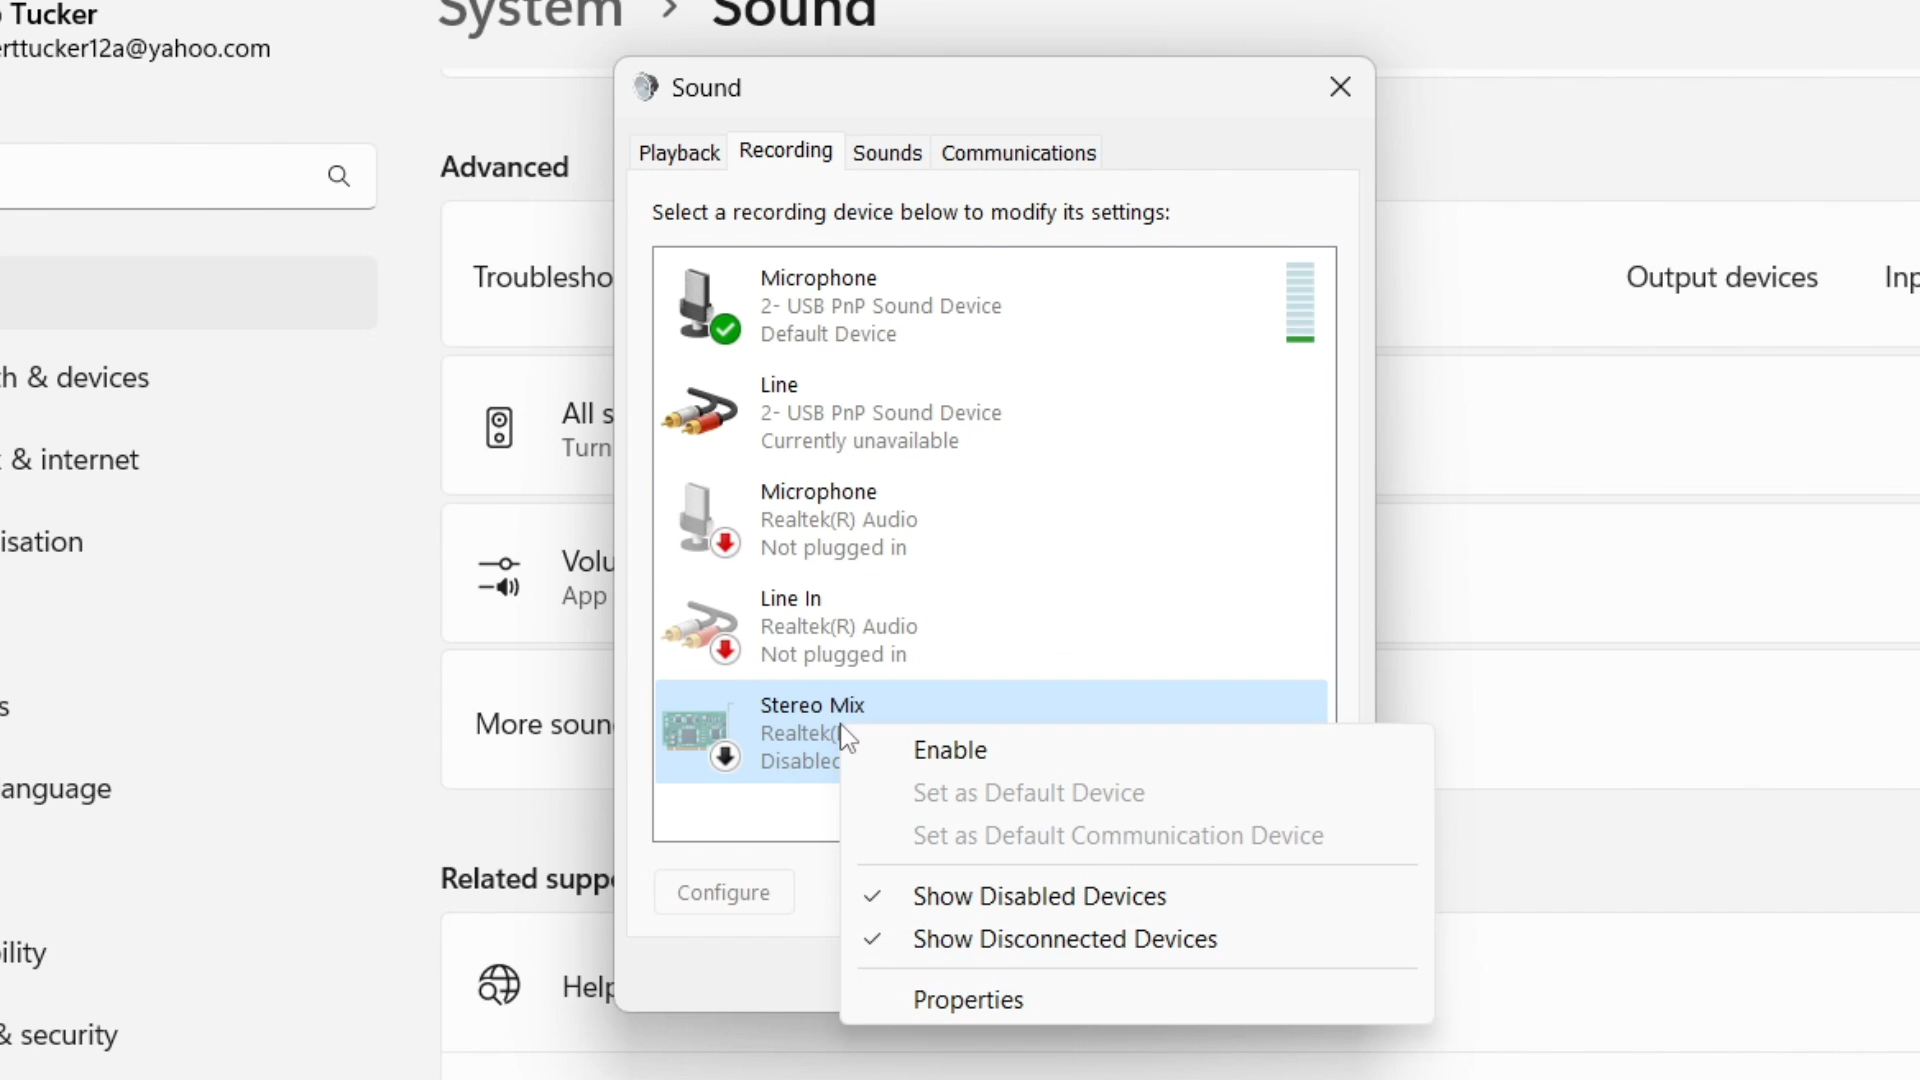 Tucker
erttucker12a@yahoo.com
System > Sound
Sound
Playback
Recording
Sounds
Communications
Select a recording device below to modify its settings:
Microphone
2- USB PnP Sound Device
Default Device
Line
2- USB PnP Sound Device
Currently unavailable
Microphone
Realtek(R) Audio
Not plugged in
Line In
Realtek(R) Audio
Not plugged in
Stereo Mix
Realtek(
Disabled
Configure
Enable
Set as Default Device
Set as Default Communication Device
Show Disabled Devices
Show Disconnected Devices
Properties
Advanced
Troublesho
Output devices
Inp
All s
Turn
Volu
App
More soun
Related suppo
Help
th & devices
& internet
isation
s
anguage
ility
& security